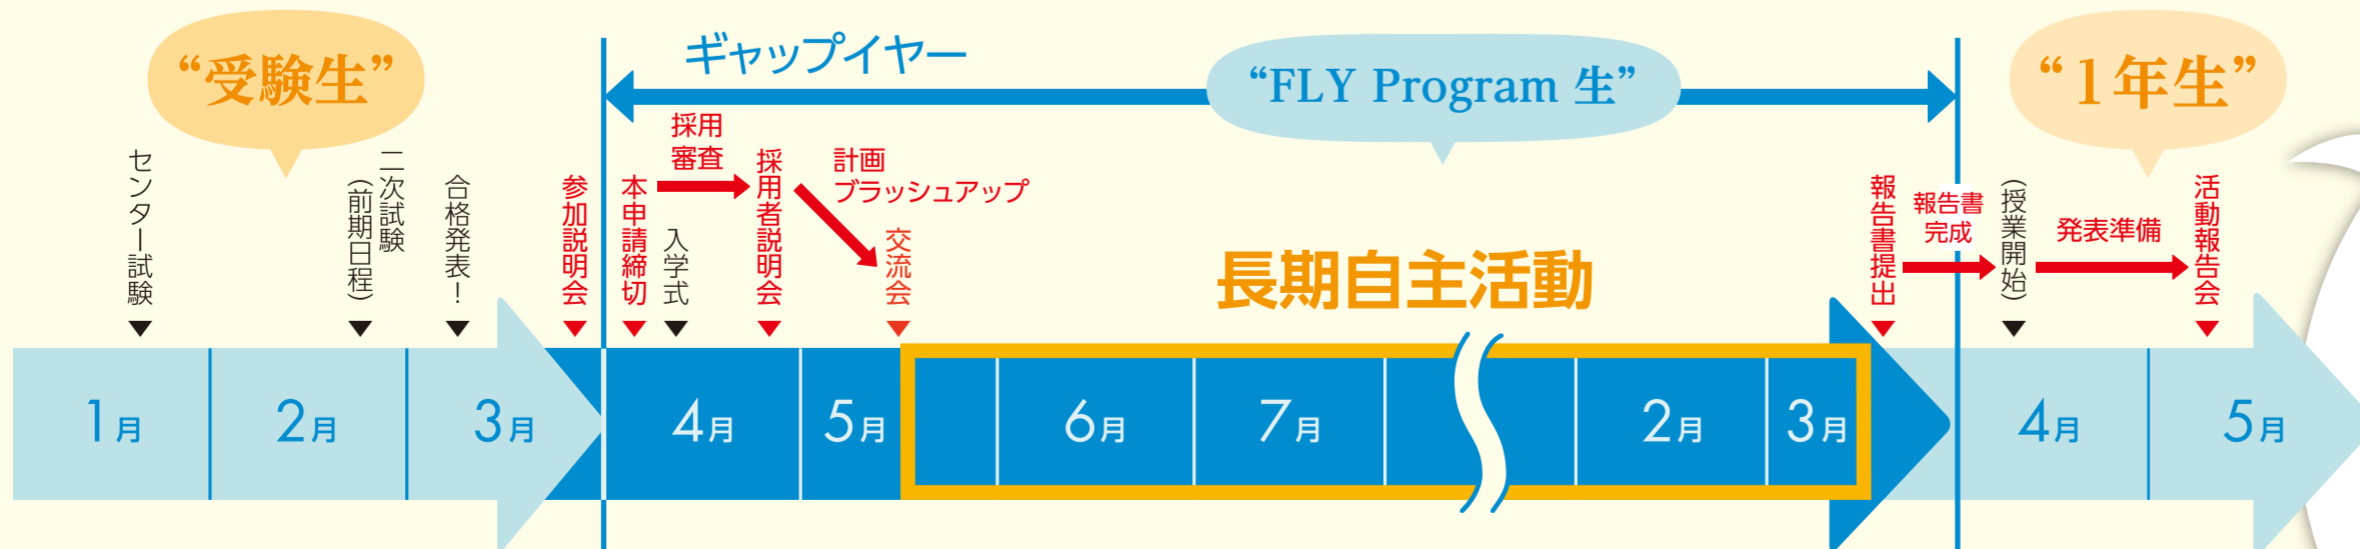 “受験生”
ギャップイヤー
“FLY Program 生”
“1年生”
センター試験
二次試験
(前期日程)
合格発表！
参加説明会
本申請締切
採用
審査
入学式
採用者説明会
計画
ブラッシュアップ
交流会
長期自主活動
報告書提出
報告書
完成
(授業開始)
発表準備
活動報告会
1月
2月
3月
4月
5月
6月
7月
2月
3月
4月
5月